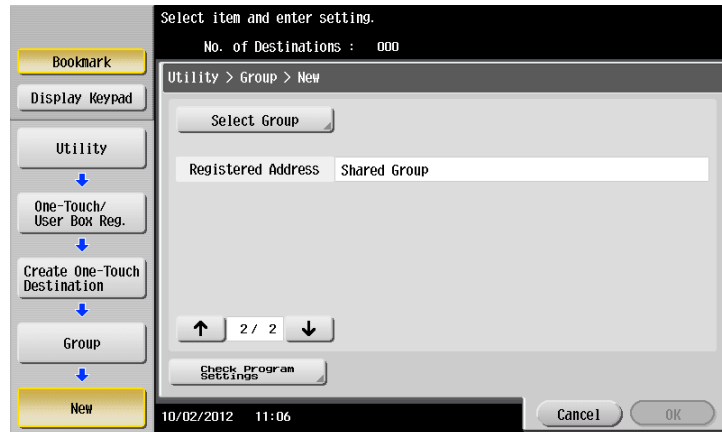 Select item and enter setting.
No. of Destinations : 000
Bookmark
Display Keypad
Utility
One-Touch/
User Box Reg.
Create One-Touch
Destination
Group
New
Utility > Group > New
Select Group
Registered Address Shared Group
↑ 2/ 2 ↓
Check Program
Settings
10/02/2012 11:06
Cancel
OK